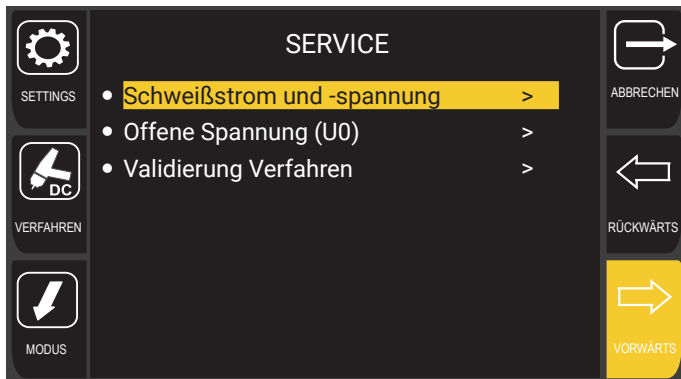 SERVICE
SETTINGS
Schweißstrom und -spannung >
ABBRECHEN
Offene Spannung (U0) >
Validierung Verfahren >
DC
VERFAHREN
RÜCKWÄRTS
MODUS
VORWÄRTS